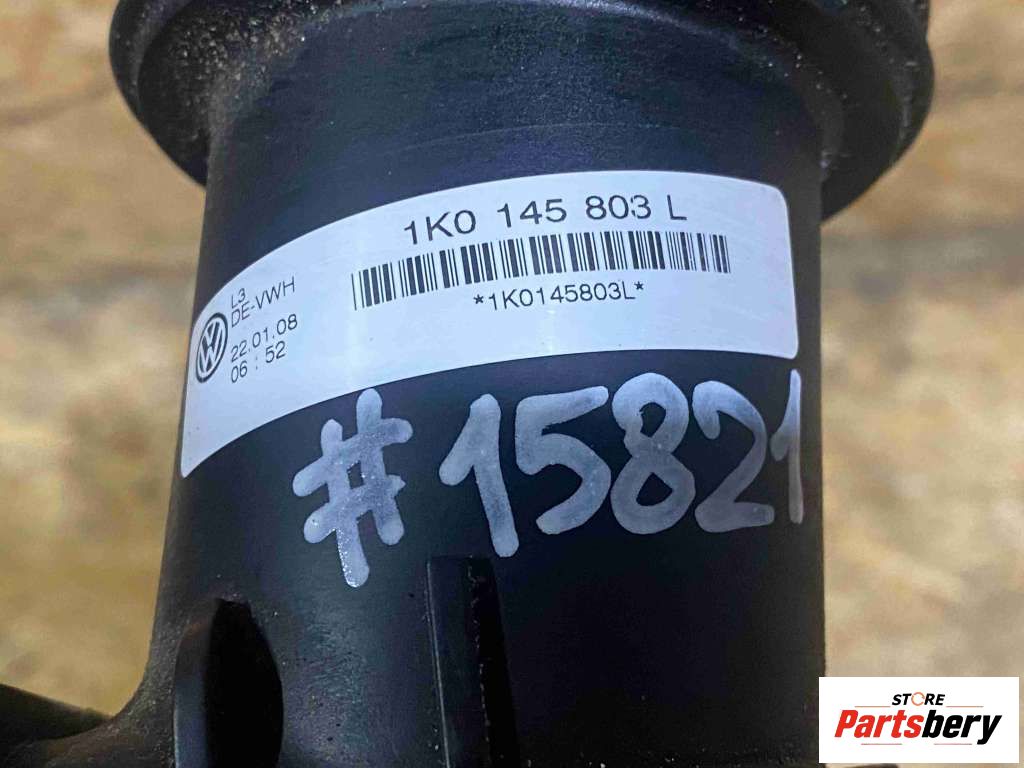 1K0 145 803 L
*1K0145803L*
L3
DE-VWH
22.01.08
06 : 52
#15821
STORE
Partsbery